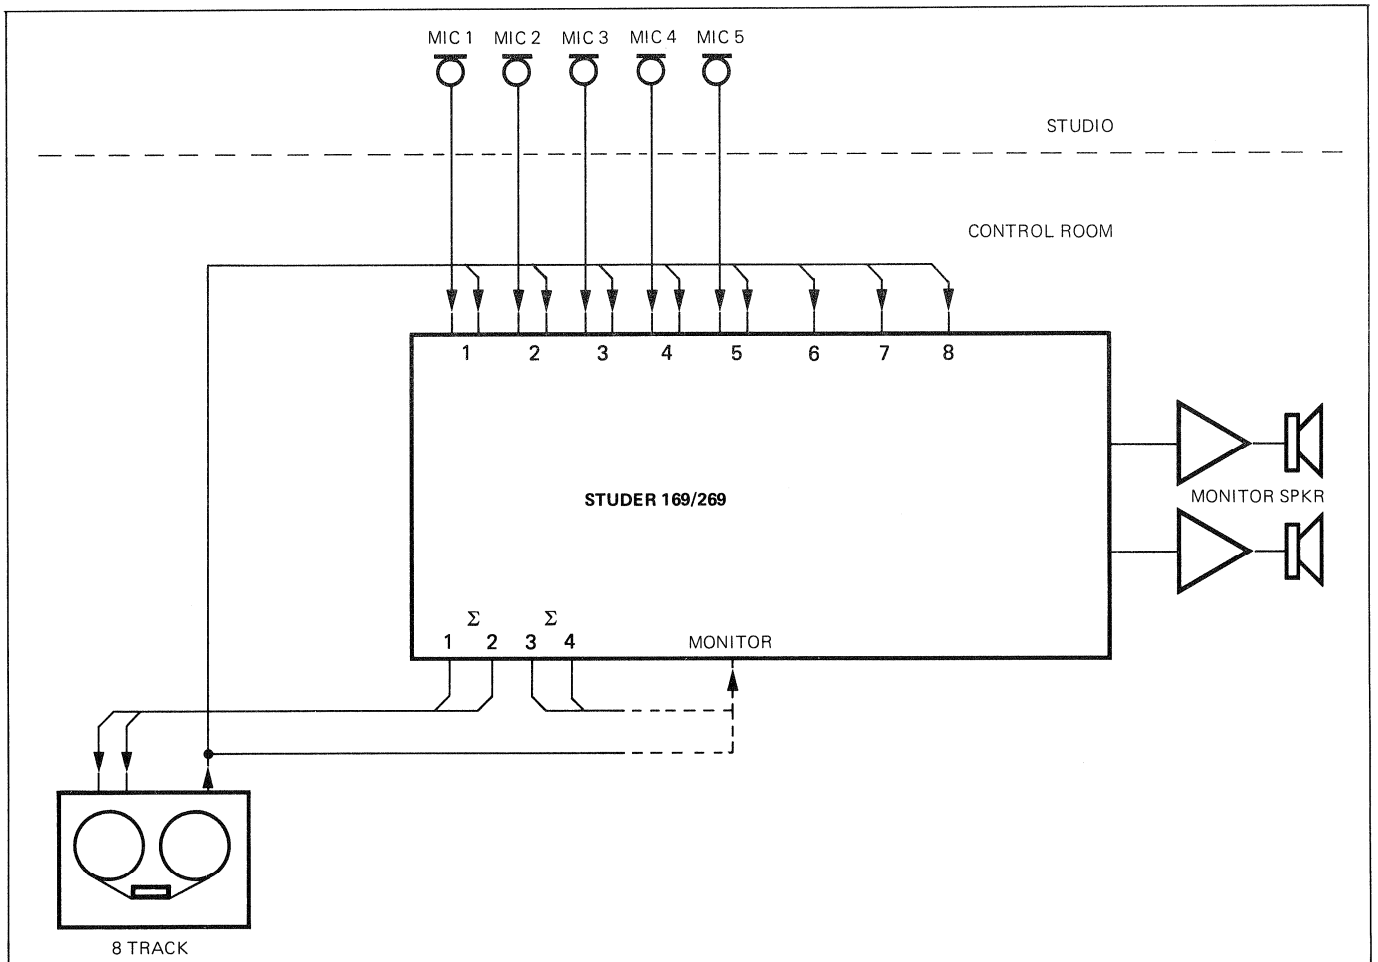 MIC 1 MIC 2 MIC 3 MIC 4 MIC 5
STUDIO
CONTROL ROOM
1 2 3 4 5 6 7 8
STUDER 169/269
MONITOR SPKR
Σ Σ
1 2 3 4 MONITOR
8 TRACK